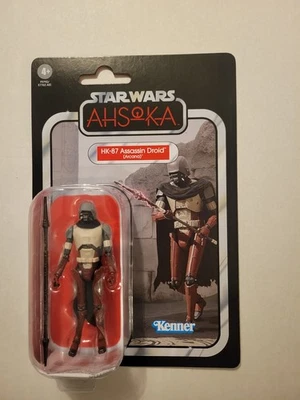 4+
STAR WARS
AHSOKA
HK-87 Assassin Droid
(Arcana)
Kenner